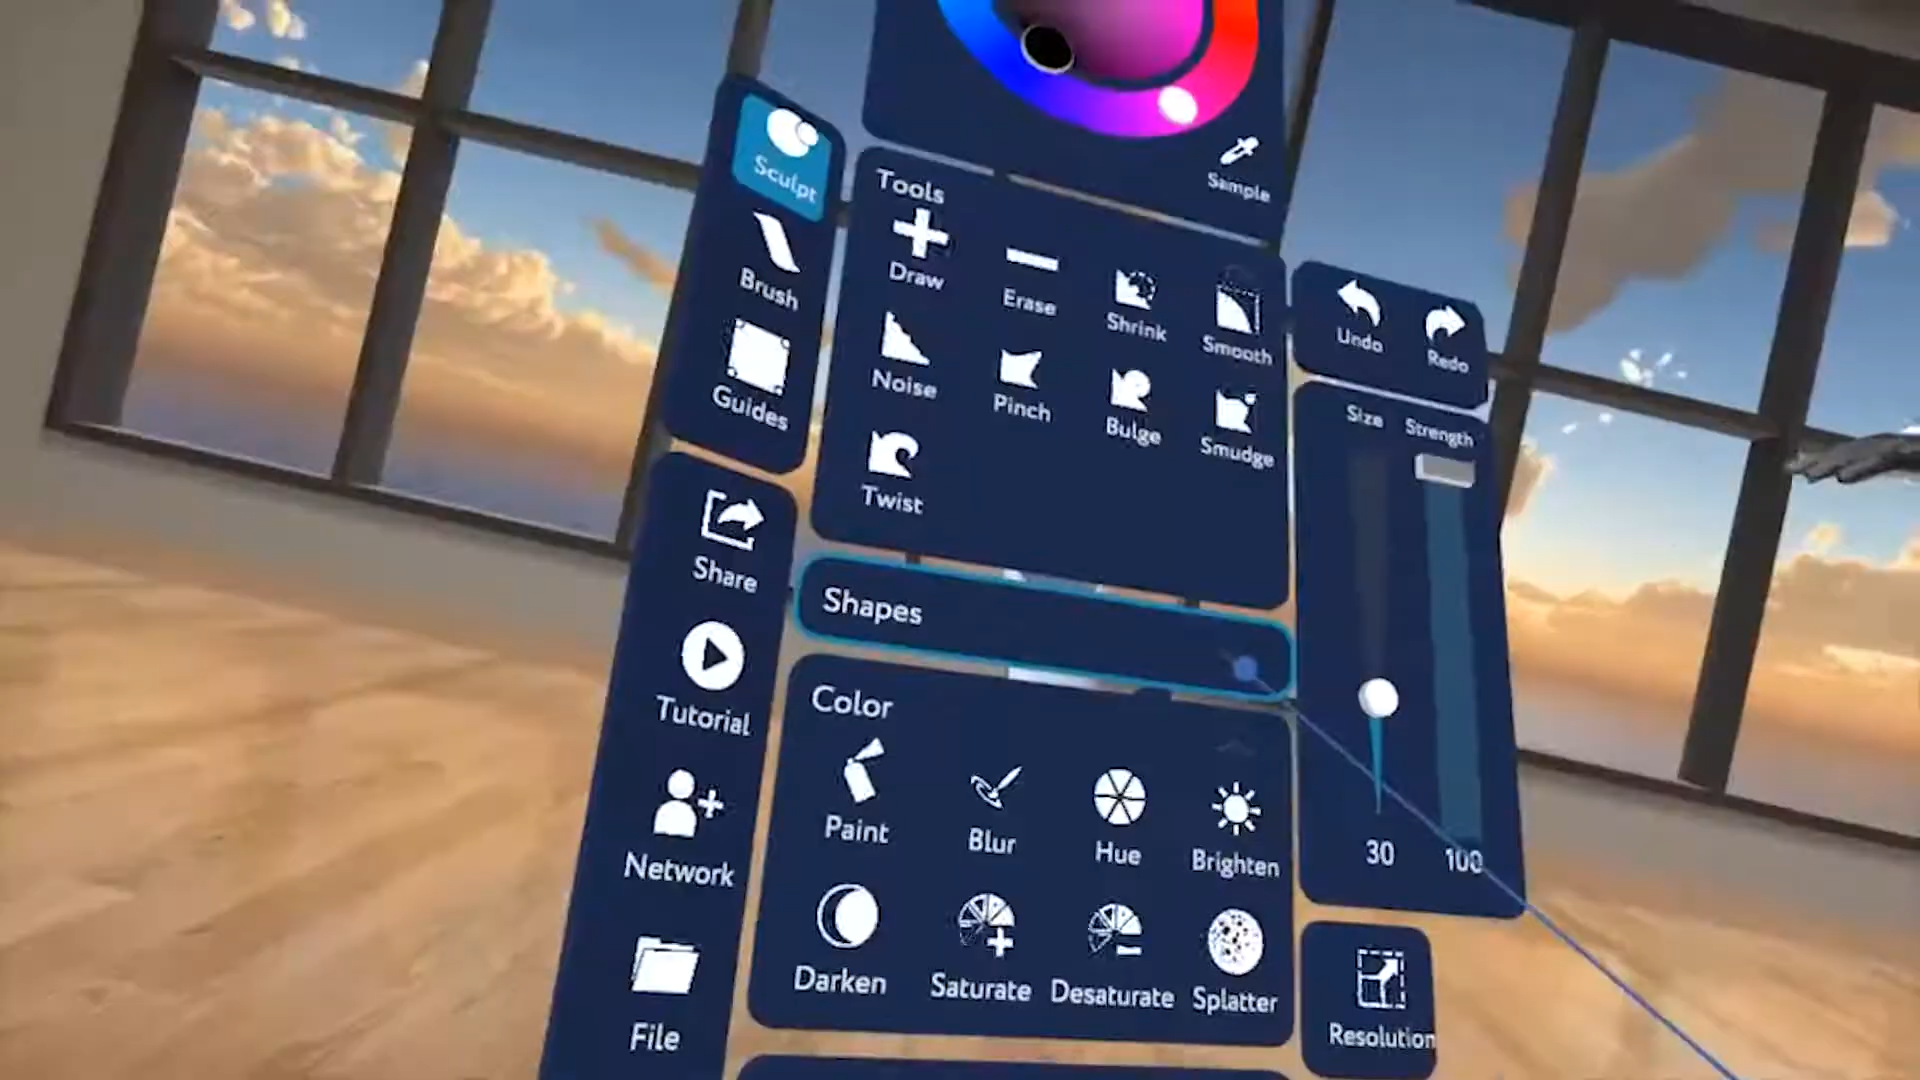 Sculpt
Brush
Guides
Share
Tutorial
Network
File
Sample
Tools
Draw
Erase
Shrink
Smooth
Noise
Pinch
Bulge
Smudge
Twist
Shapes
Color
Paint
Blur
Hue
Brighten
Darken
Saturate
Desaturate
Splatter
Undo
Redo
Size
Strength
30
100
Resolution